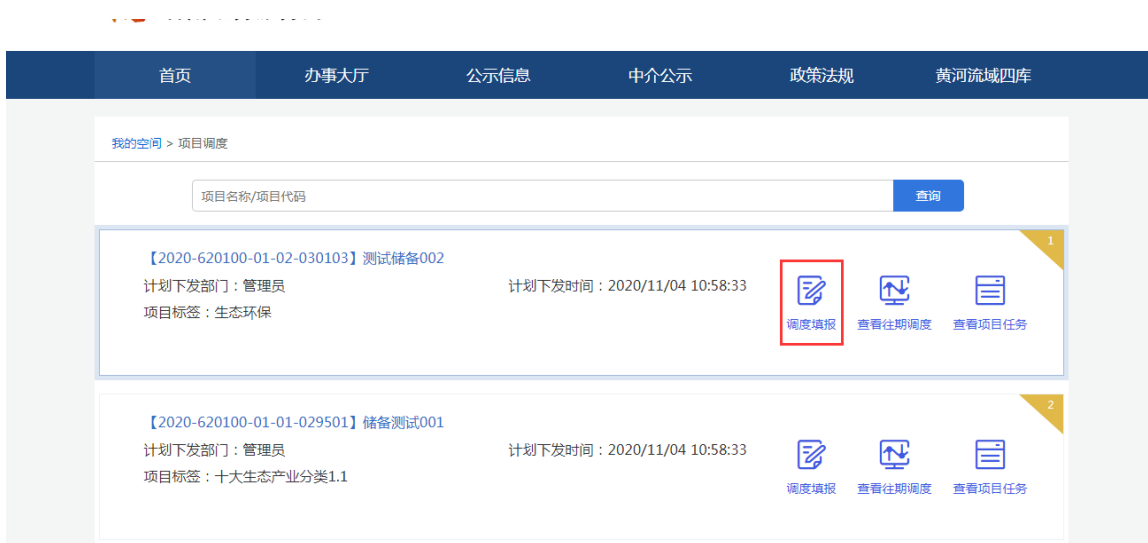 首页 办事大厅 公示信息 中介公示 政策法规 黄河流域四库
我的空间 > 项目调度
项目名称/项目代码 查询
1
【2020-620100-01-02-030103】测试储备002
计划下发部门：管理员 计划下发时间：2020/11/04 10:58:33
项目标签：生态环保
调度填报 查看往期调度 查看项目任务
2
【2020-620100-01-01-029501】储备测试001
计划下发部门：管理员 计划下发时间：2020/11/04 10:58:33
项目标签：十大生态产业分类1.1
调度填报 查看往期调度 查看项目任务